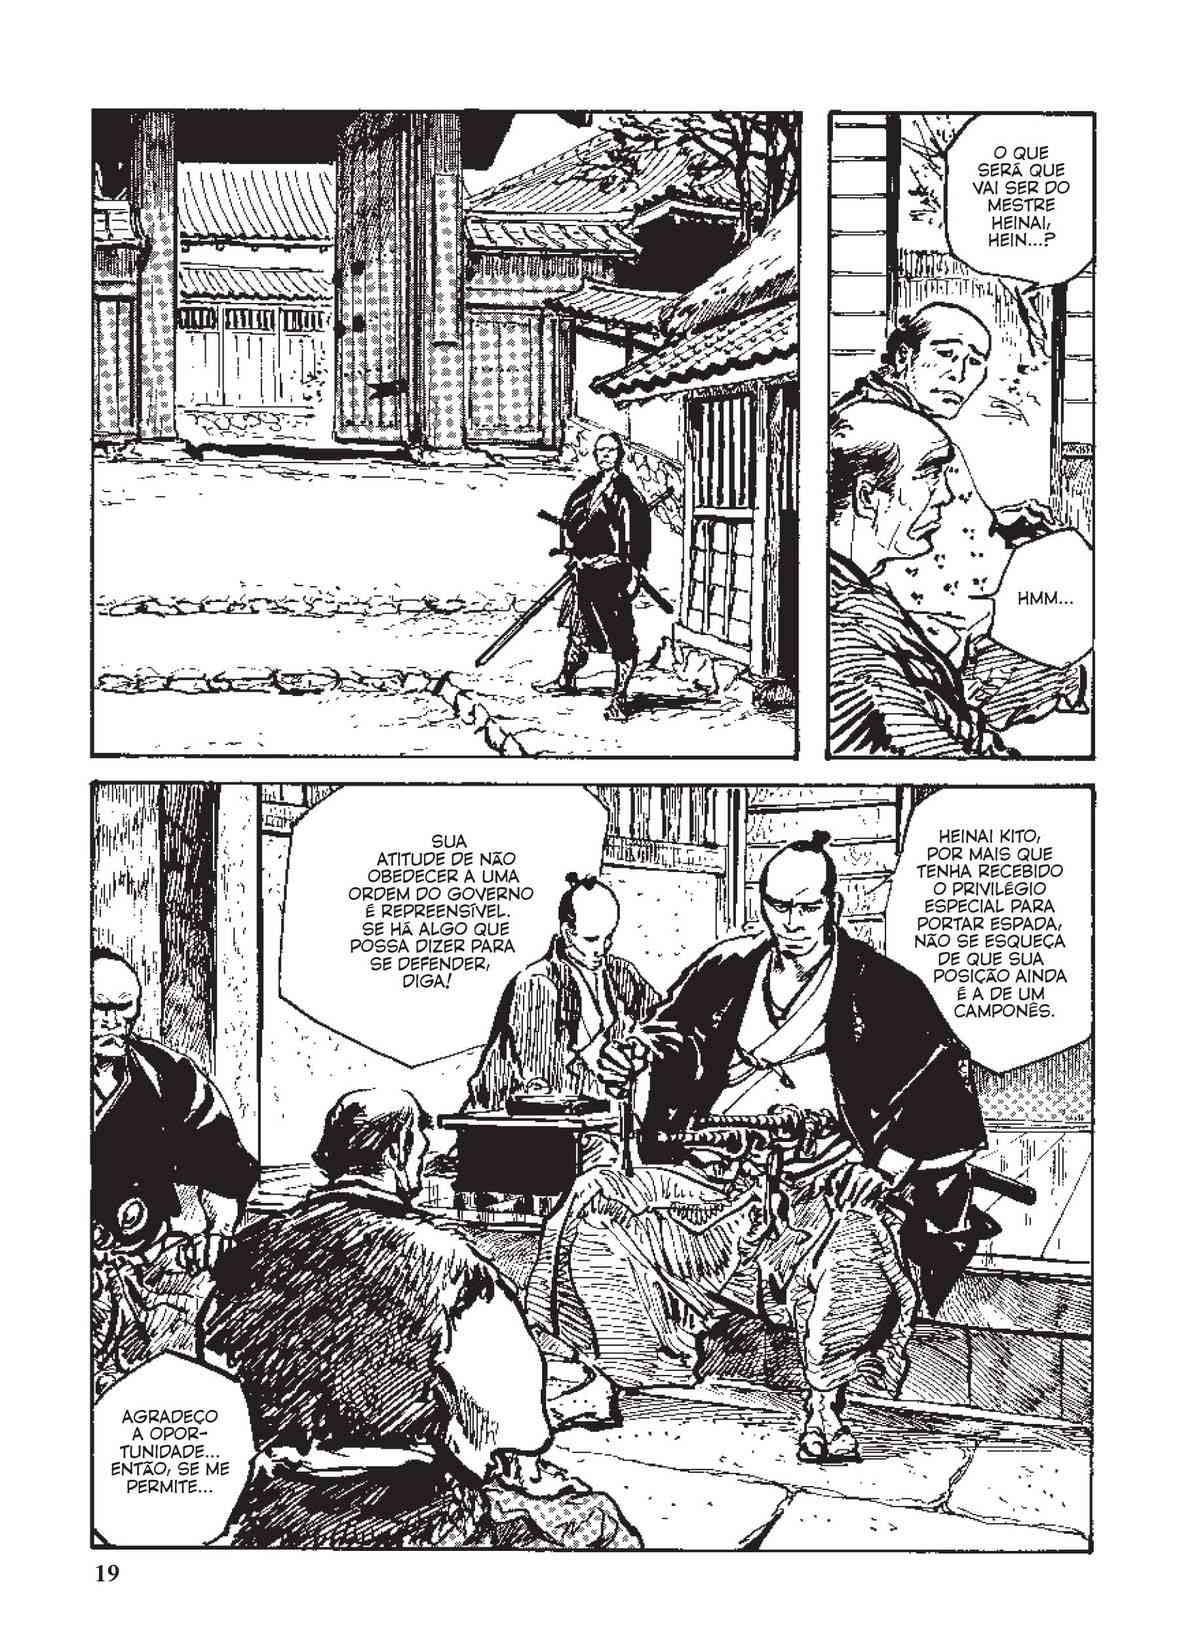 O QUE
SERÁ QUE
VAI SER DO
MESTRE
HEINAI,
HEIN...?
HMM...
HEINAI KITO,
POR MAIS QUE
TENHA RECEBIDO
O PRIVILÉGIO
ESPECIAL PARA
PORTAR ESPADA,
NÃO SE ESQUEÇA
DE QUE SUA
POSIÇÃO AINDA
É A DE UM
CAMPONÊS.
SUA
ATITUDE DE NÃO
OBEDECER A UMA
ORDEM DO GOVERNO
É REPREENSÍVEL.
SE HÁ ALGO QUE
POSSA DIZER PARA
SE DEFENDER,
DIGA!
AGRADEÇO
A OPOR-
TUNIDADE...
ENTÃO, SE ME
PERMITE...
19